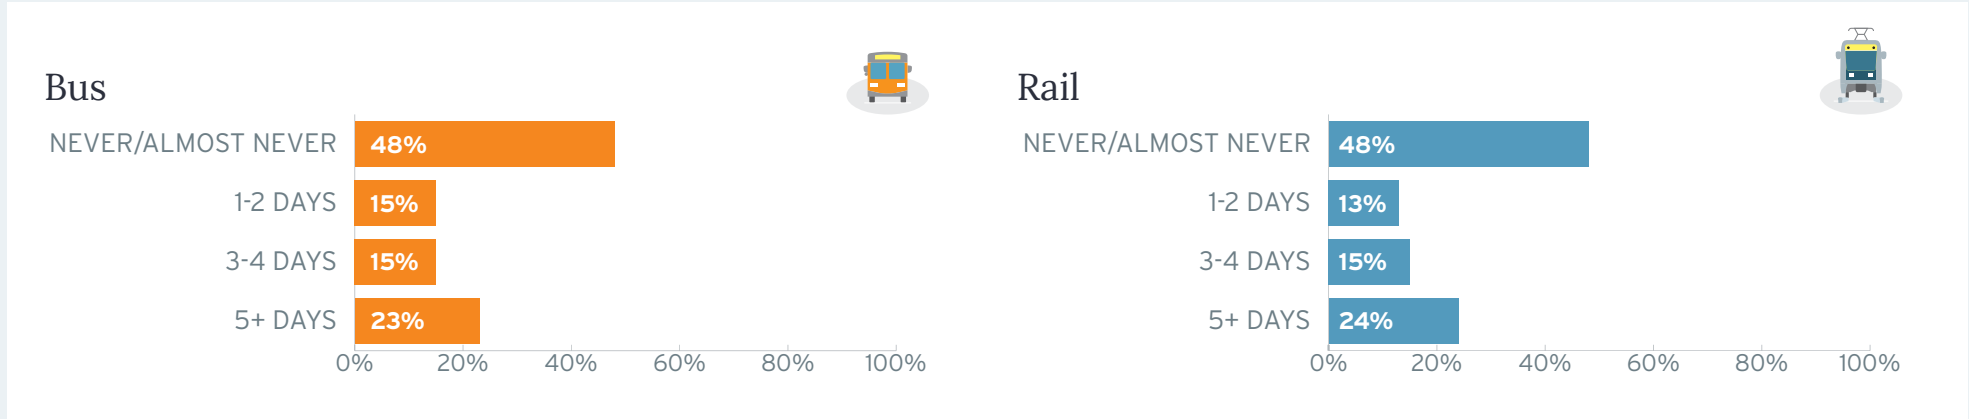 Bus
NEVER/ALMOST NEVER 48%
1-2 DAYS 15%
3-4 DAYS 15%
5+ DAYS 23%
0% 20% 40% 60% 80% 100%
Rail
NEVER/ALMOST NEVER 48%
1-2 DAYS 13%
3-4 DAYS 15%
5+ DAYS 24%
0% 20% 40% 60% 80% 100%